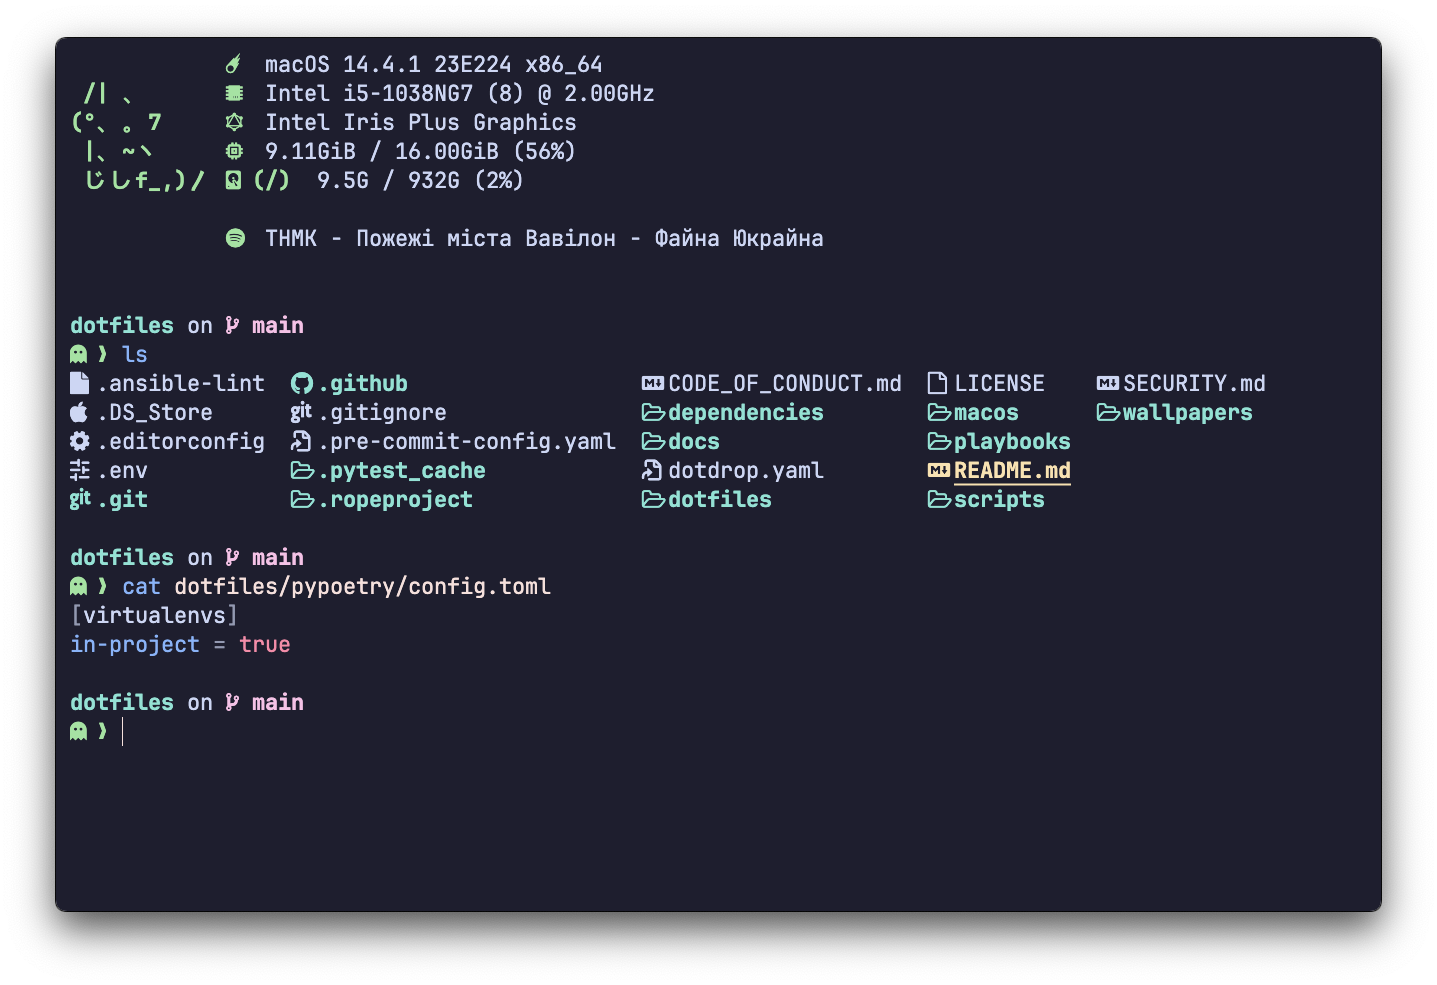 macOS 14.4.1 23E224 x86_64
/| 、 Intel i5-1038NG7 (8) @ 2.00GHz
(°、 。7 Intel Iris Plus Graphics
|、~ヽ 9.11GiB / 16.00GiB (56%)
じしf_,)/ (/) 9.5G / 932G (2%)
ТНМК - Пожежі міста Вавілон - Файна Юкрайна
dotfiles on main
❯ ls
.ansible-lint .github CODE_OF_CONDUCT.md LICENSE SECURITY.md
.DS_Store git .gitignore dependencies macos wallpapers
.editorconfig .pre-commit-config.yaml docs playbooks
.env .pytest_cache dotdrop.yaml README.md
git .git .ropeproject dotfiles scripts
dotfiles on main
❯ cat dotfiles/pypoetry/config.toml
[virtualenvs]
in-project = true
dotfiles on main
❯